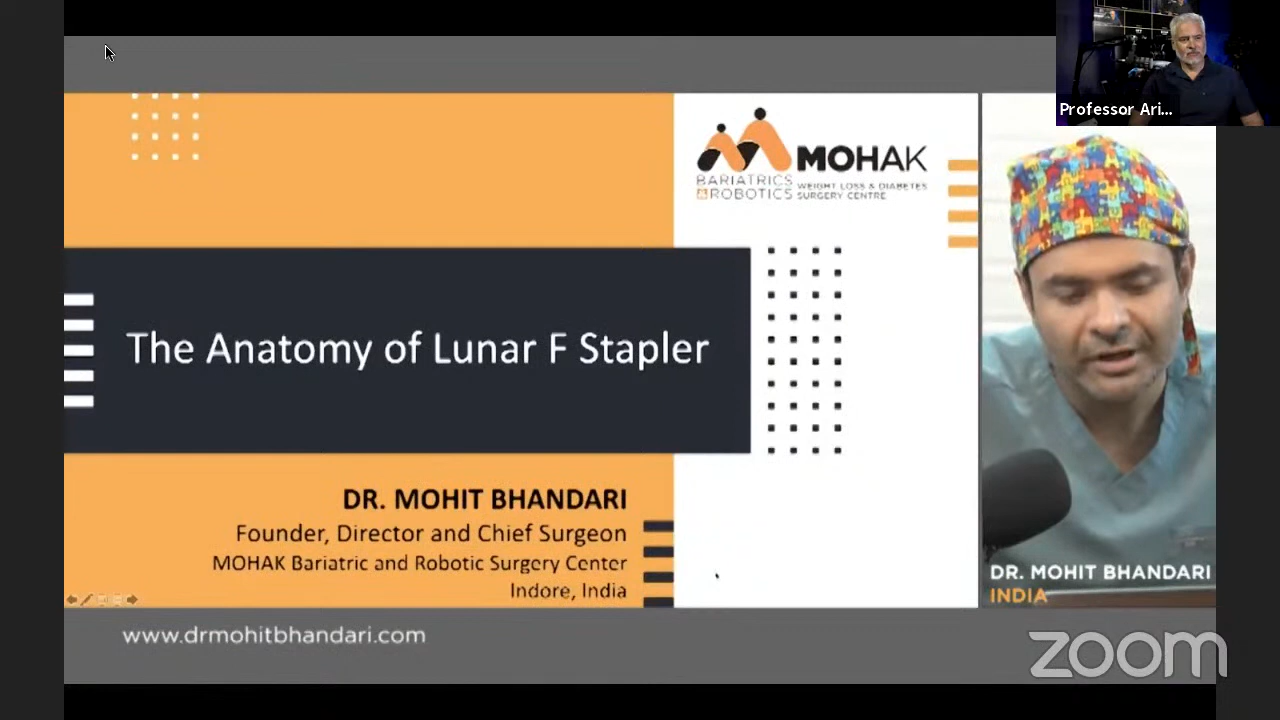 Professor Ari...
MOHAK
BARIATRICS
& ROBOTICS
WEIGHT LOSS & DIABETES
SURGERY CENTRE
The Anatomy of Lunar F Stapler
DR. MOHIT BHANDARI
Founder, Director and Chief Surgeon
MOHAK Bariatric and Robotic Surgery Center
Indore, India
DR. MOHIT BHANDARI
INDIA
www.drmohitbhandari.com
zoom